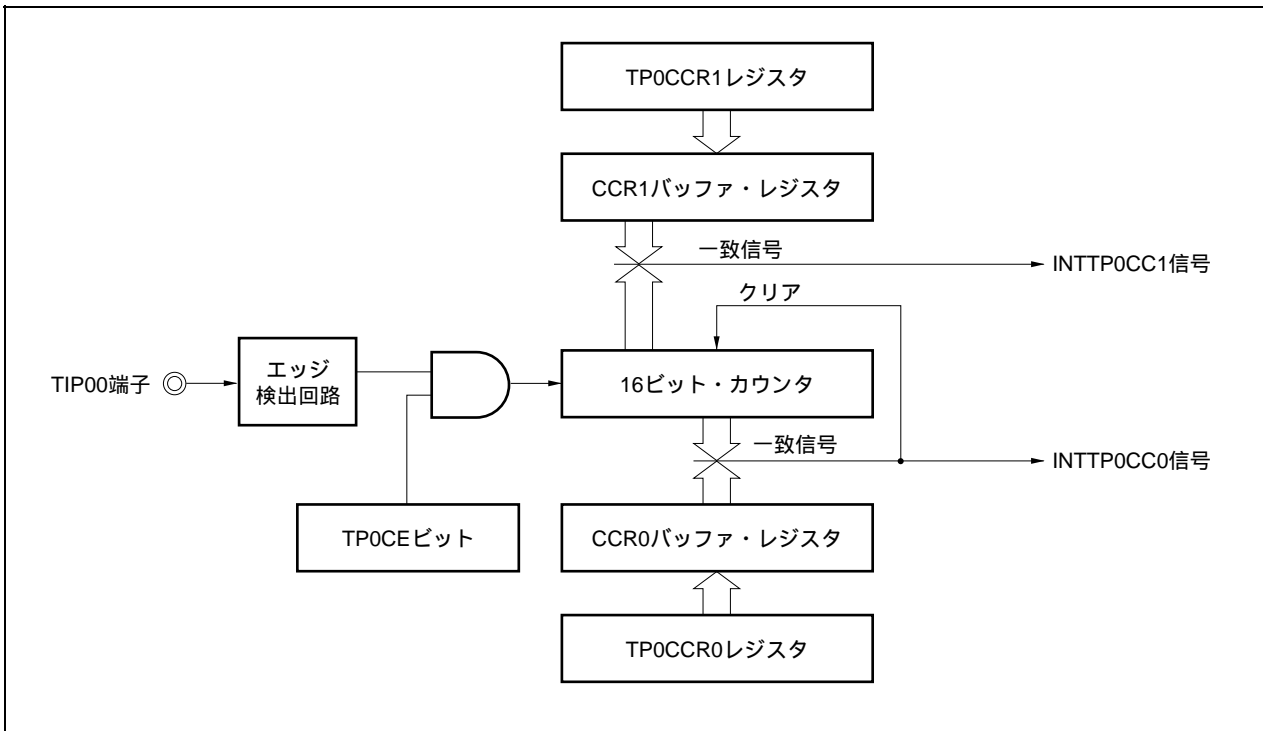 TP0CCR1レジスタ
CCR1バッファ・レジスタ
一致信号
INTTP0CC1信号
クリア
TIP00端子
エッジ
検出回路
16ビット・カウンタ
一致信号
INTTP0CC0信号
TP0CEビット
CCR0バッファ・レジスタ
TP0CCR0レジスタ